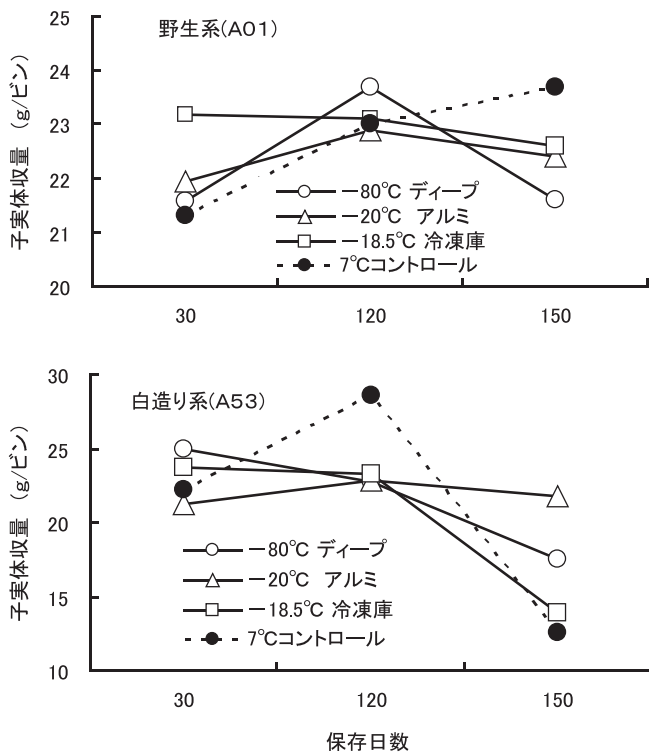 野生系(A01)
子実体収量 (g/ビン)
25
24
23
22
21
20
−80℃ ディープ
−20℃ アルミ
−18.5℃ 冷凍庫
7℃コントロール
30 120 150
白造り系(A53)
子実体収量 (g/ビン)
30
25
20
15
10
−80℃ ディープ
−20℃ アルミ
−18.5℃ 冷凍庫
7℃コントロール
30 120 150
保存日数